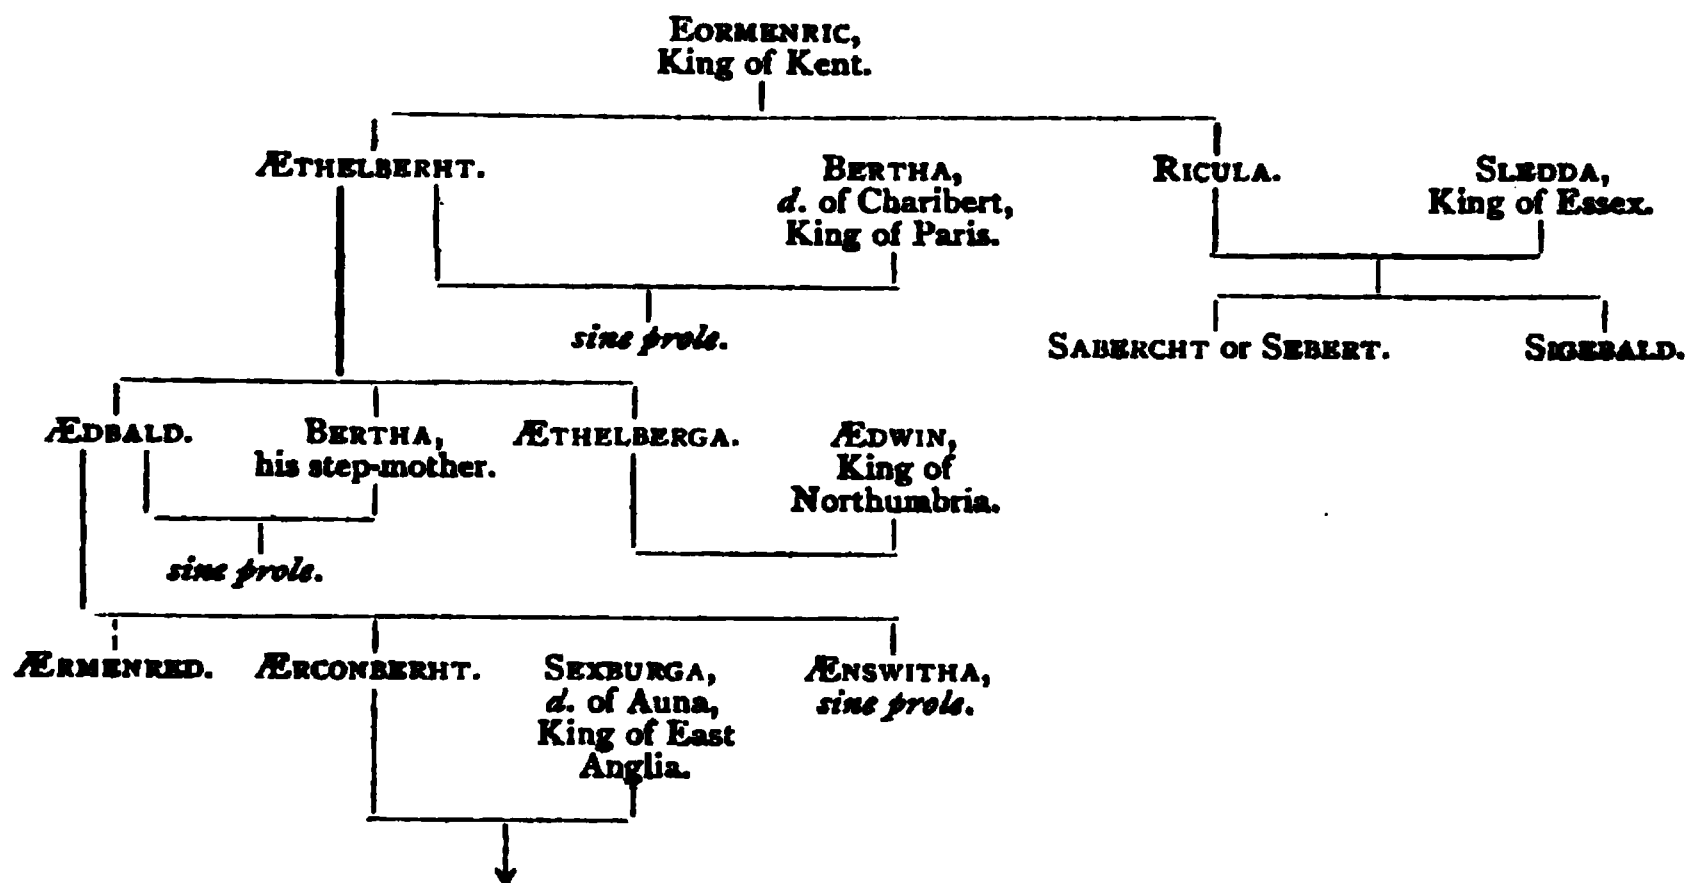 EORMENRIC,
King of Kent.
ÆTHELBERHT.
BERTHA,
d. of Charibert,
King of Paris.
RICULA.
SLEDDA,
King of Essex.
sine prole.
SABERCHT or SEBERT.
SIGEBALD.
ÆDBALD.
BERTHA,
his step-mother.
ÆTHELBERGA.
ÆDWIN,
King of
Northumbria.
sine prole.
ÆRMENRED.
ÆRCONBERHT.
SEXBURGA,
d. of Auna,
King of East
Anglia.
ÆNSWITHA,
sine prole.